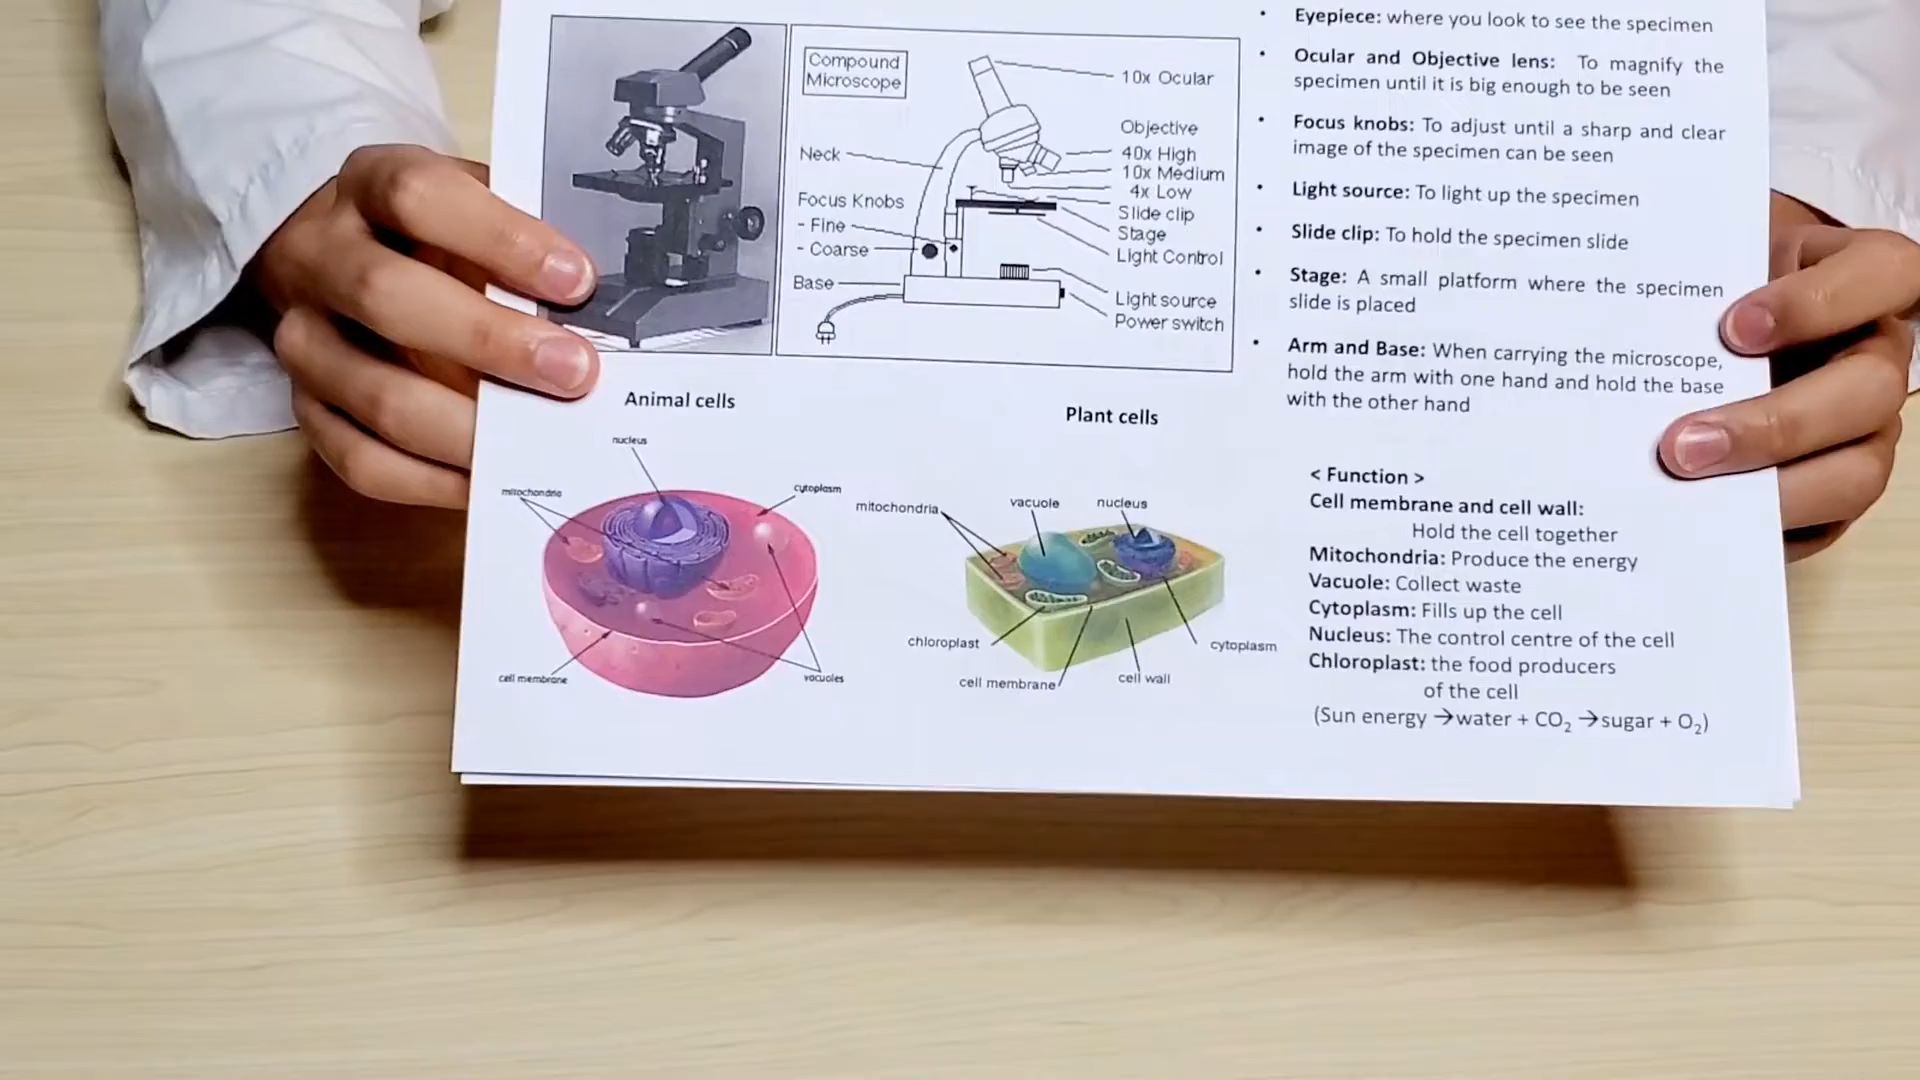 Compound
Microscope
10x Ocular
Objective
40x High
10x Medium
4x Low
Slide clip
Stage
Light Control
Light source
Power switch
Neck
Focus Knobs
- Fine
- Coarse
Base
• Eyepiece: where you look to see the specimen
• Ocular and Objective lens: To magnify the
specimen until it is big enough to be seen
• Focus knobs: To adjust until a sharp and clear
image of the specimen can be seen
• Light source: To light up the specimen
• Slide clip: To hold the specimen slide
• Stage: A small platform where the specimen
slide is placed
• Arm and Base: When carrying the microscope,
hold the arm with one hand and hold the base
with the other hand
Animal cells
nucleus
mitochondria
cytoplasm
cell membrane
vacuoles
Plant cells
mitochondria
vacuole
nucleus
chloroplast
cytoplasm
cell membrane
cell wall
< Function >
Cell membrane and cell wall:
Hold the cell together
Mitochondria: Produce the energy
Vacuole: Collect waste
Cytoplasm: Fills up the cell
Nucleus: The control centre of the cell
Chloroplast: the food producers
of the cell
(Sun energy →water + CO₂ →sugar + O₂)